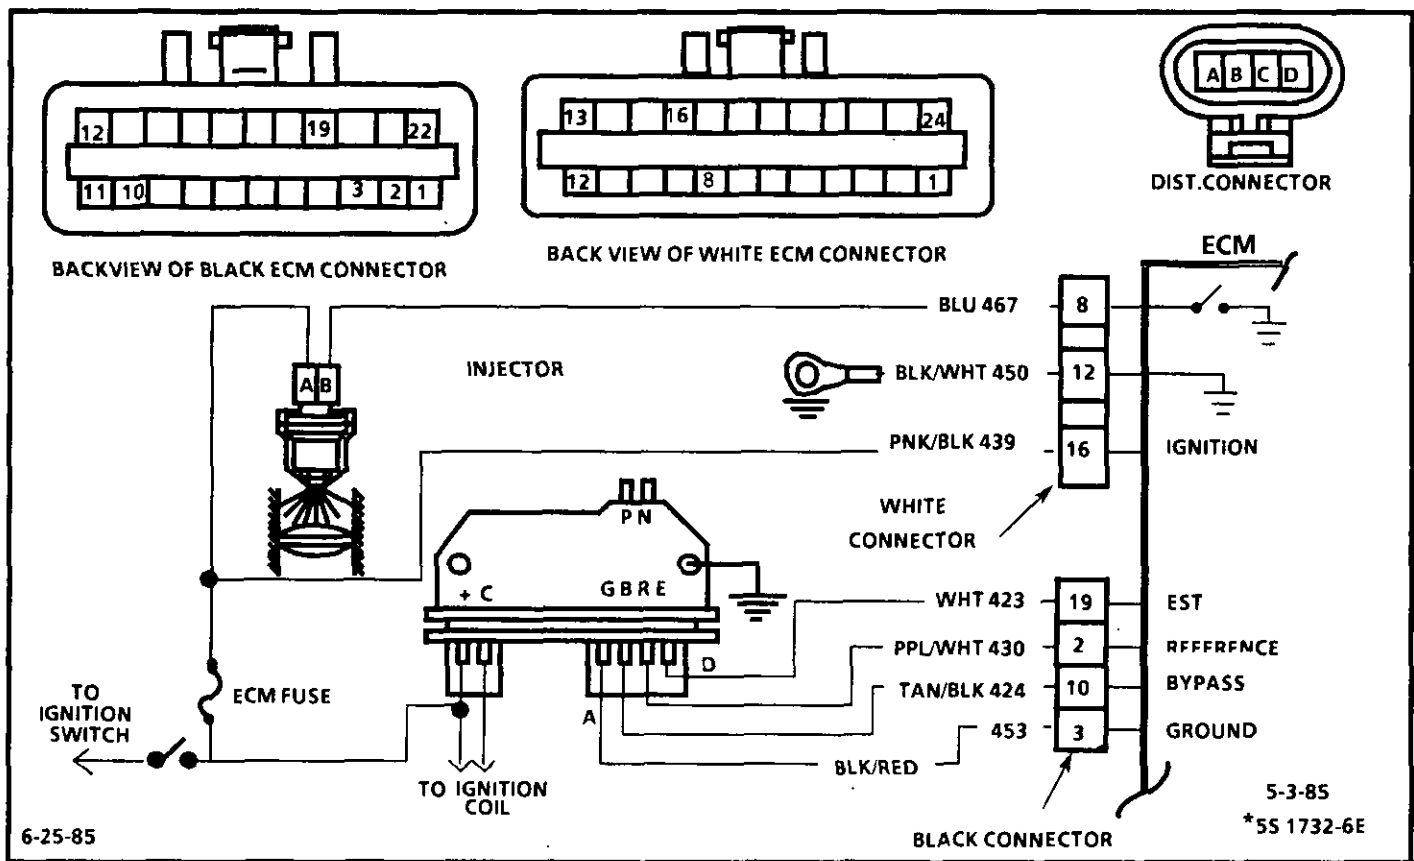 12 19 22
11 10 3 2 1
BACKVIEW OF BLACK ECM CONNECTOR
13 16 24
12 8 1
BACK VIEW OF WHITE ECM CONNECTOR
A B C D
DIST.CONNECTOR
ECM
BLU 467 8
A B
INJECTOR
BLK/WHT 450 12
PNK/BLK 439 16 IGNITION
WHITE
CONNECTOR
P N
+ C
G B R E
WHT 423 19 EST
PPL/WHT 430 2 REFERENCE
D
TAN/BLK 424 10 BYPASS
A
453 3 GROUND
BLK/RED
ECM FUSE
TO
IGNITION
SWITCH
TO IGNITION
COIL
BLACK CONNECTOR
6-25-85
5-3-85
*5S 1732-6E